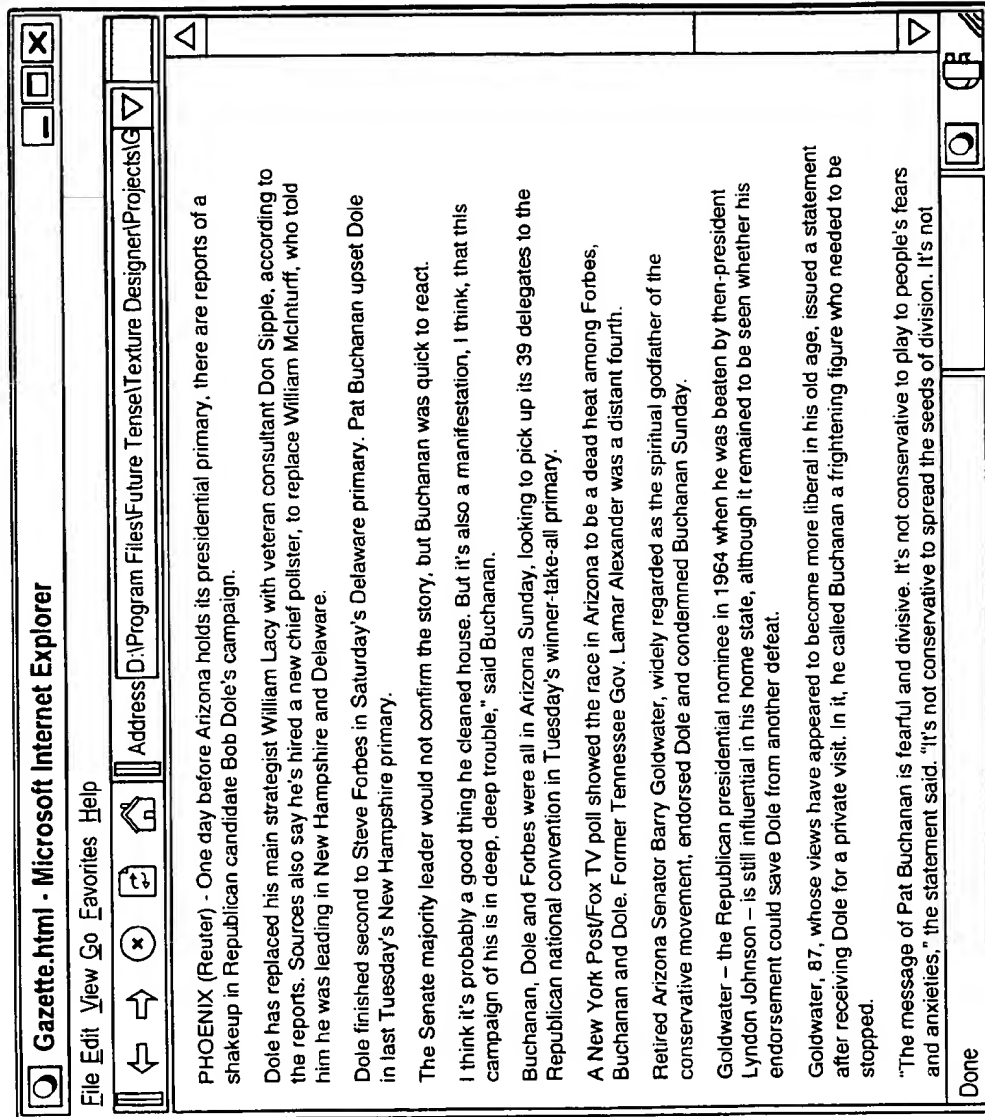 Gazette.html - Microsoft Internet Explorer
File Edit View Go Favorites Help
Address D:\Program Files\Future Tense\Texture Designer\Projects\G
PHOENIX (Reuter) - One day before Arizona holds its presidential primary, there are reports of a
shakeup in Republican candidate Bob Dole's campaign.
Dole has replaced his main strategist William Lacy with veteran consultant Don Sipple, according to
the reports. Sources also say he's hired a new chief pollster, to replace William McInturff, who told
him he was leading in New Hampshire and Delaware.
Dole finished second to Steve Forbes in Saturday's Delaware primary. Pat Buchanan upset Dole
in last Tuesday's New Hampshire primary.
The Senate majority leader would not confirm the story, but Buchanan was quick to react.
I think it's probably a good thing he cleaned house. But it's also a manifestation, I think, that this
campaign of his is in deep, deep trouble," said Buchanan.
Buchanan, Dole and Forbes were all in Arizona Sunday, looking to pick up its 39 delegates to the
Republican national convention in Tuesday's winner-take-all primary.
A New York Post/Fox TV poll showed the race in Arizona to be a dead heat among Forbes,
Buchanan and Dole. Former Tennessee Gov. Lamar Alexander was a distant fourth.
Retired Arizona Senator Barry Goldwater, widely regarded as the spiritual godfather of the
conservative movement, endorsed Dole and condemned Buchanan Sunday.
Goldwater – the Republican presidential nominee in 1964 when he was beaten by then-president
Lyndon Johnson – is still influential in his home state, although it remained to be seen whether his
endorsement could save Dole from another defeat.
Goldwater, 87, whose views have appeared to become more liberal in his old age, issued a statement
after receiving Dole for a private visit. In it, he called Buchanan a frightening figure who needed to be
stopped.
"The message of Pat Buchanan is fearful and divisive. It's not conservative to play to people's fears
and anxieties," the statement said. "It's not conservative to spread the seeds of division. It's not
Done